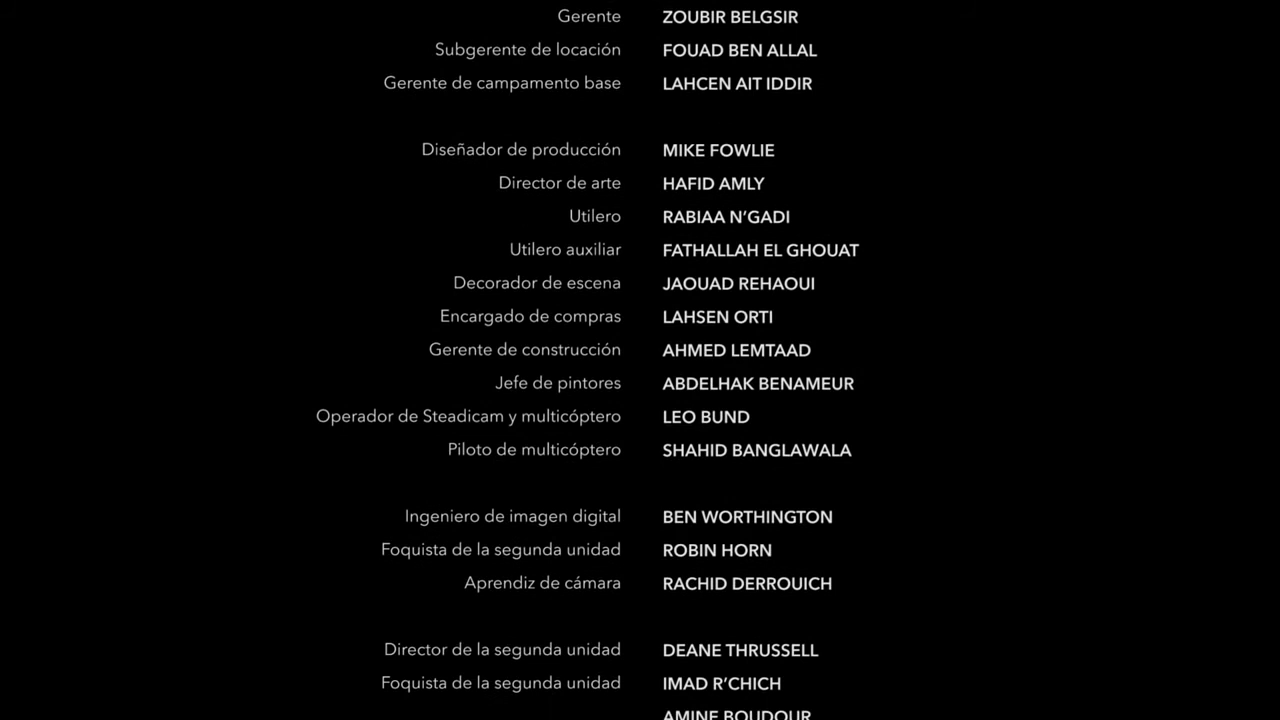 Gerente ZOUBIR BELGSIR
Subgerente de locación FOUAD BEN ALLAL
Gerente de campamento base LAHCEN AIT IDDIR
Diseñador de producción MIKE FOWLIE
Director de arte HAFID AMLY
Utilero RABIAA N’GADI
Utilero auxiliar FATHALLAH EL GHOUAT
Decorador de escena JAOUAD REHAOUI
Encargado de compras LAHSEN ORTI
Gerente de construcción AHMED LEMTAAD
Jefe de pintores ABDELHAK BENAMEUR
Operador de Steadicam y multicóptero LEO BUND
Piloto de multicóptero SHAHID BANGLAWALA
Ingeniero de imagen digital BEN WORTHINGTON
Foquista de la segunda unidad ROBIN HORN
Aprendiz de cámara RACHID DERROUICH
Director de la segunda unidad DEANE THRUSSELL
Foquista de la segunda unidad IMAD R’CHICH
AMINE BOUDOUR